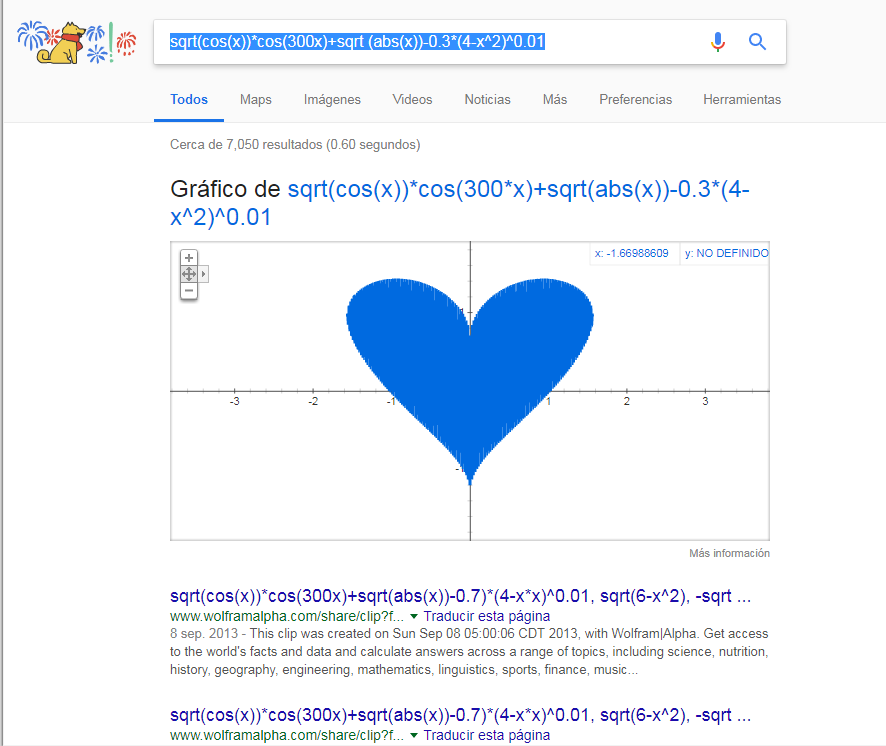 sqrt(cos(x))*cos(300x)+sqrt (abs(x))-0.3*(4-x^2)^0.01
Todos Maps Imágenes Videos Noticias Más Preferencias Herramientas
Cerca de 7,050 resultados (0.60 segundos)
Gráfico de sqrt(cos(x))*cos(300*x)+sqrt(abs(x))-0.3*(4-
x^2)^0.01
x: -1.66988609 y: NO DEFINIDO
1
-3 -2 -1 1 2 3
-1
Más información
sqrt(cos(x))*cos(300x)+sqrt(abs(x))-0.7)*(4-x*x)^0.01, sqrt(6-x^2), -sqrt ...
www.wolframalpha.com/share/clip?f... Traducir esta página
8 sep. 2013 - This clip was created on Sun Sep 08 05:00:06 CDT 2013, with Wolfram|Alpha. Get access
to the world's facts and data and calculate answers across a range of topics, including science, nutrition,
history, geography, engineering, mathematics, linguistics, sports, finance, music...
sqrt(cos(x))*cos(300x)+sqrt(abs(x))-0.7)*(4-x*x)^0.01, sqrt(6-x^2), -sqrt ...
www.wolframalpha.com/share/clip?f... Traducir esta página